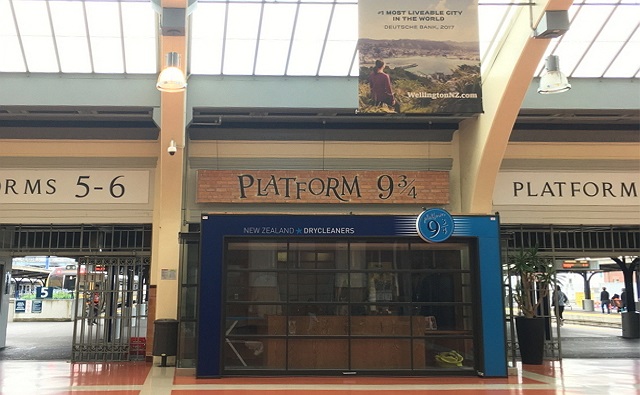 #1 MOST LIVEABLE CITY
IN THE WORLD
DEUTSCHE BANK, 2017
WellingtonNZ.com
ORMS 5-6
PLATFORM 9¾
PLATFORM
NEW ZEALAND ★ DRYCLEANERS
9¾
5